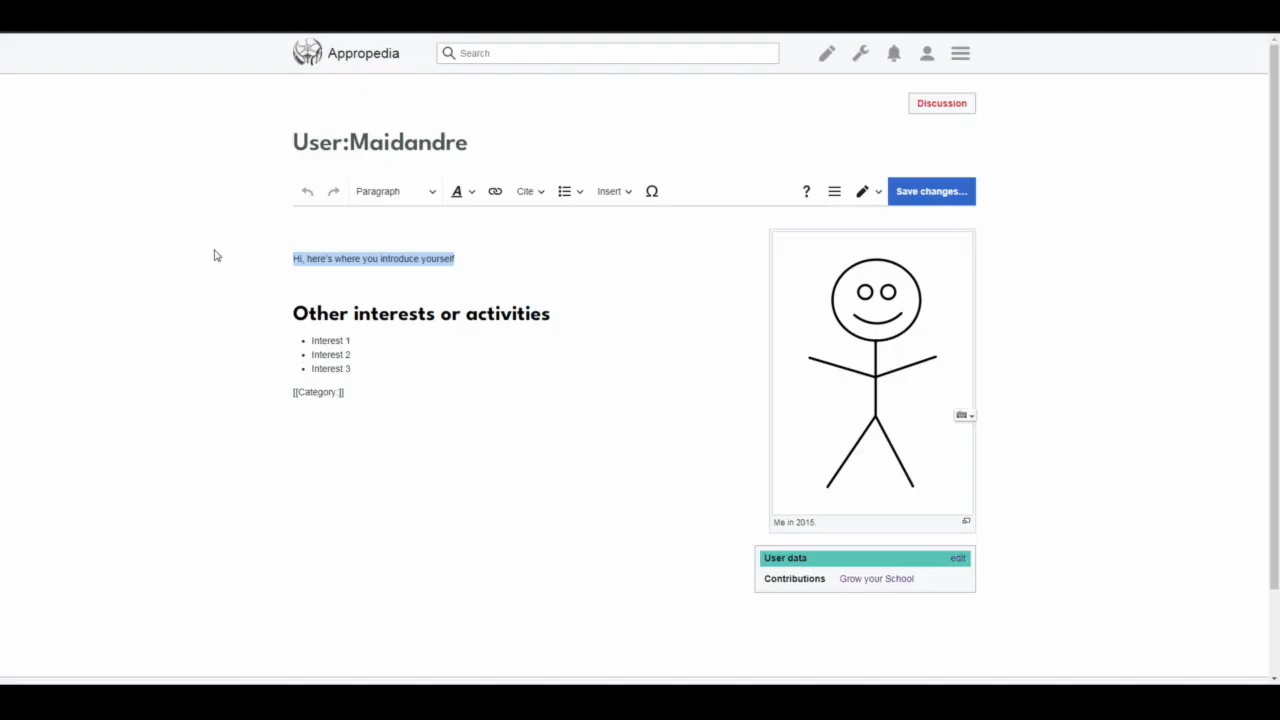 Appropedia
Search
Discussion
User:Maidandre
Paragraph
A
Cite
Insert
Ω
?
Save changes...
Hi, here's where you introduce yourself
Other interests or activities
Interest 1
Interest 2
Interest 3
[[Category:]]
Me in 2015.
User data edit
Contributions Grow your School